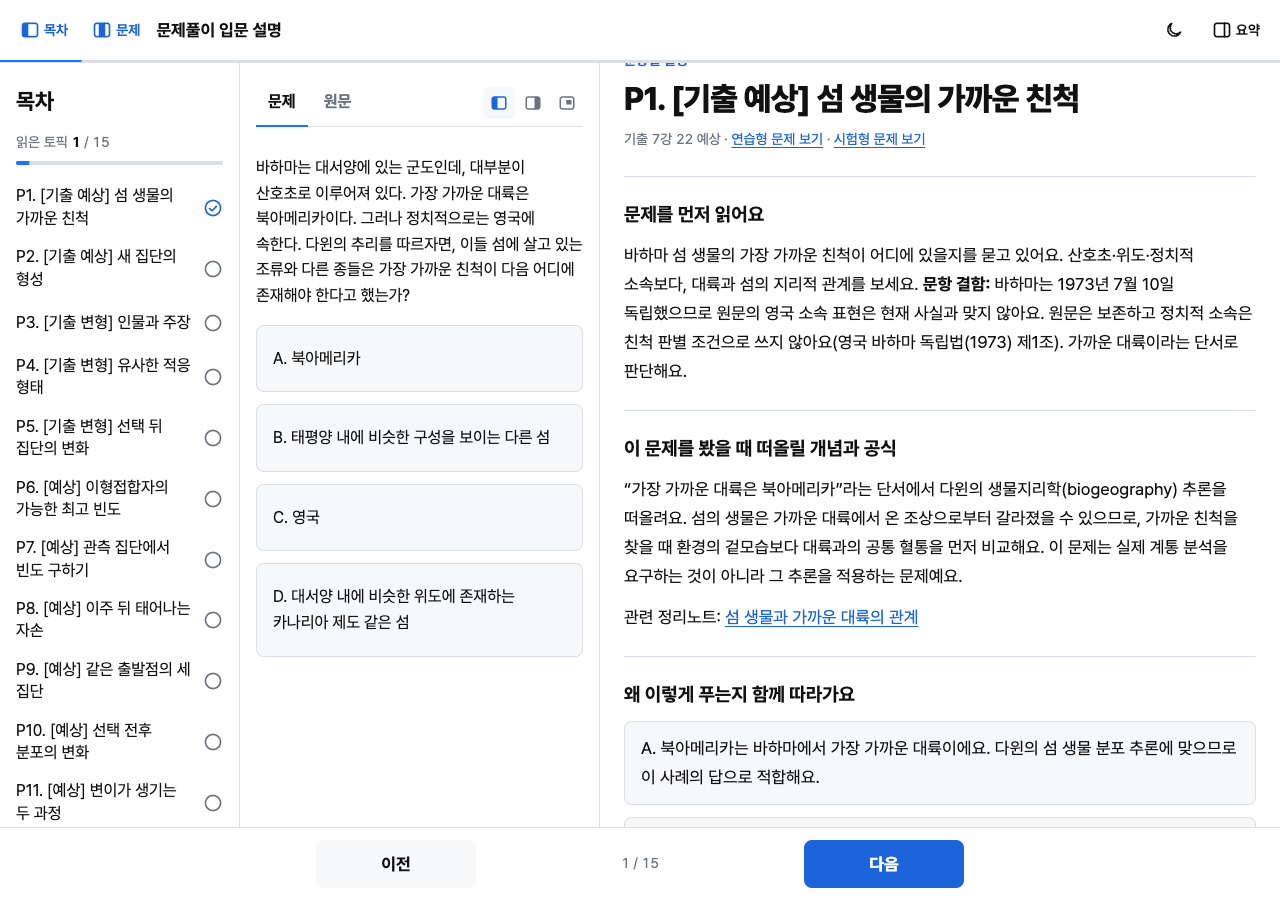 목차
문제
문제풀이 입문 설명
요약
목차
읽은 토픽 1 / 15
P1. [기출 예상] 섬 생물의
가까운 친척
P2. [기출 예상] 새 집단의
형성
P3. [기출 변형] 인물과 주장
P4. [기출 변형] 유사한 적응
형태
P5. [기출 변형] 선택 뒤
집단의 변화
P6. [예상] 이형접합자의
가능한 최고 빈도
P7. [예상] 관측 집단에서
빈도 구하기
P8. [예상] 이주 뒤 태어나는
자손
P9. [예상] 같은 출발점의 세
집단
P10. [예상] 선택 전후
분포의 변화
P11. [예상] 변이가 생기는
두 과정
문제
원문
바하마는 대서양에 있는 군도인데, 대부분이
산호초로 이루어져 있다. 가장 가까운 대륙은
북아메리카이다. 그러나 정치적으로는 영국에
속한다. 다윈의 추리를 따르자면, 이들 섬에 살고 있는
조류와 다른 종들은 가장 가까운 친척이 다음 어디에
존재해야 한다고 했는가?
A. 북아메리카
B. 태평양 내에 비슷한 구성을 보이는 다른 섬
C. 영국
D. 대서양 내에 비슷한 위도에 존재하는
카나리아 제도 같은 섬
P1. [기출 예상] 섬 생물의 가까운 친척
기출 7강 22 예상 · 연습형 문제 보기 · 시험형 문제 보기
문제를 먼저 읽어요
바하마 섬 생물의 가장 가까운 친척이 어디에 있을지를 묻고 있어요. 산호초·위도·정치적
소속보다, 대륙과 섬의 지리적 관계를 보세요. 문항 결함: 바하마는 1973년 7월 10일
독립했으므로 원문의 영국 소속 표현은 현재 사실과 맞지 않아요. 원문은 보존하고 정치적 소속은
친척 판별 조건으로 쓰지 않아요(영국 바하마 독립법(1973) 제1조). 가까운 대륙이라는 단서로
판단해요.
이 문제를 봤을 때 떠올릴 개념과 공식
“가장 가까운 대륙은 북아메리카”라는 단서에서 다윈의 생물지리학(biogeography) 추론을
떠올려요. 섬의 생물은 가까운 대륙에서 온 조상으로부터 갈라졌을 수 있으므로, 가까운 친척을
찾을 때 환경의 겉모습보다 대륙과의 공통 혈통을 먼저 비교해요. 이 문제는 실제 계통 분석을
요구하는 것이 아니라 그 추론을 적용하는 문제예요.
관련 정리노트: 섬 생물과 가까운 대륙의 관계
왜 이렇게 푸는지 함께 따라가요
A. 북아메리카는 바하마에서 가장 가까운 대륙이에요. 다윈의 섬 생물 분포 추론에 맞으므로
이 사례의 답으로 적합해요.
이전
1 / 15
다음